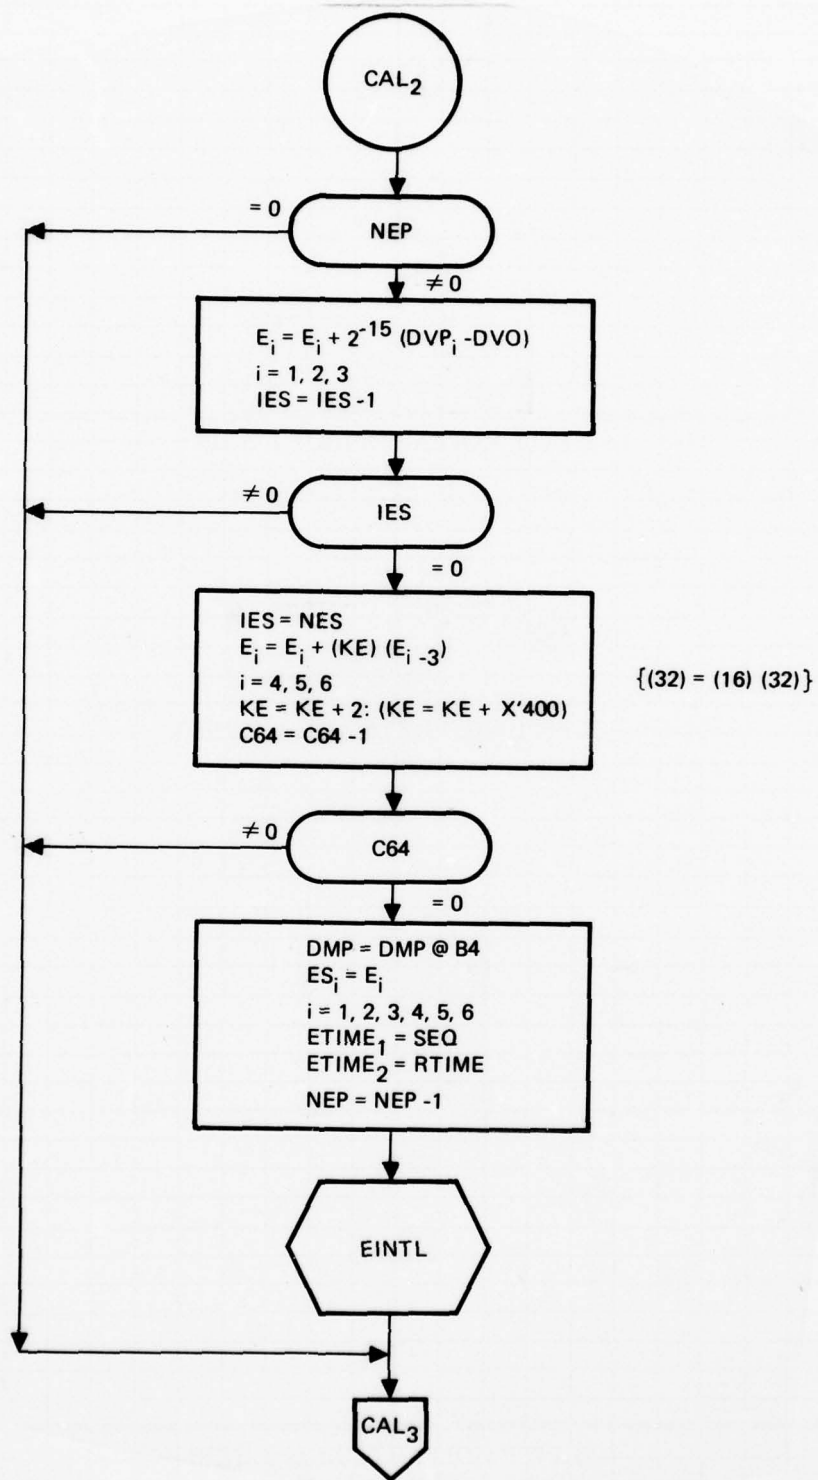 CAL2
= 0
NEP
≠ 0
Ei = Ei + 2^-15 (DVPi -DVO)
i = 1, 2, 3
IES = IES -1
≠ 0
IES
= 0
IES = NES
Ei = Ei + (KE) (Ei -3)
i = 4, 5, 6
KE = KE + 2: (KE = KE + X'400)
C64 = C64 -1
{(32) = (16) (32)}
≠ 0
C64
= 0
DMP = DMP @ B4
ESi = Ei
i = 1, 2, 3, 4, 5, 6
ETIME1 = SEQ
ETIME2 = RTIME
NEP = NEP -1
EINTL
CAL3